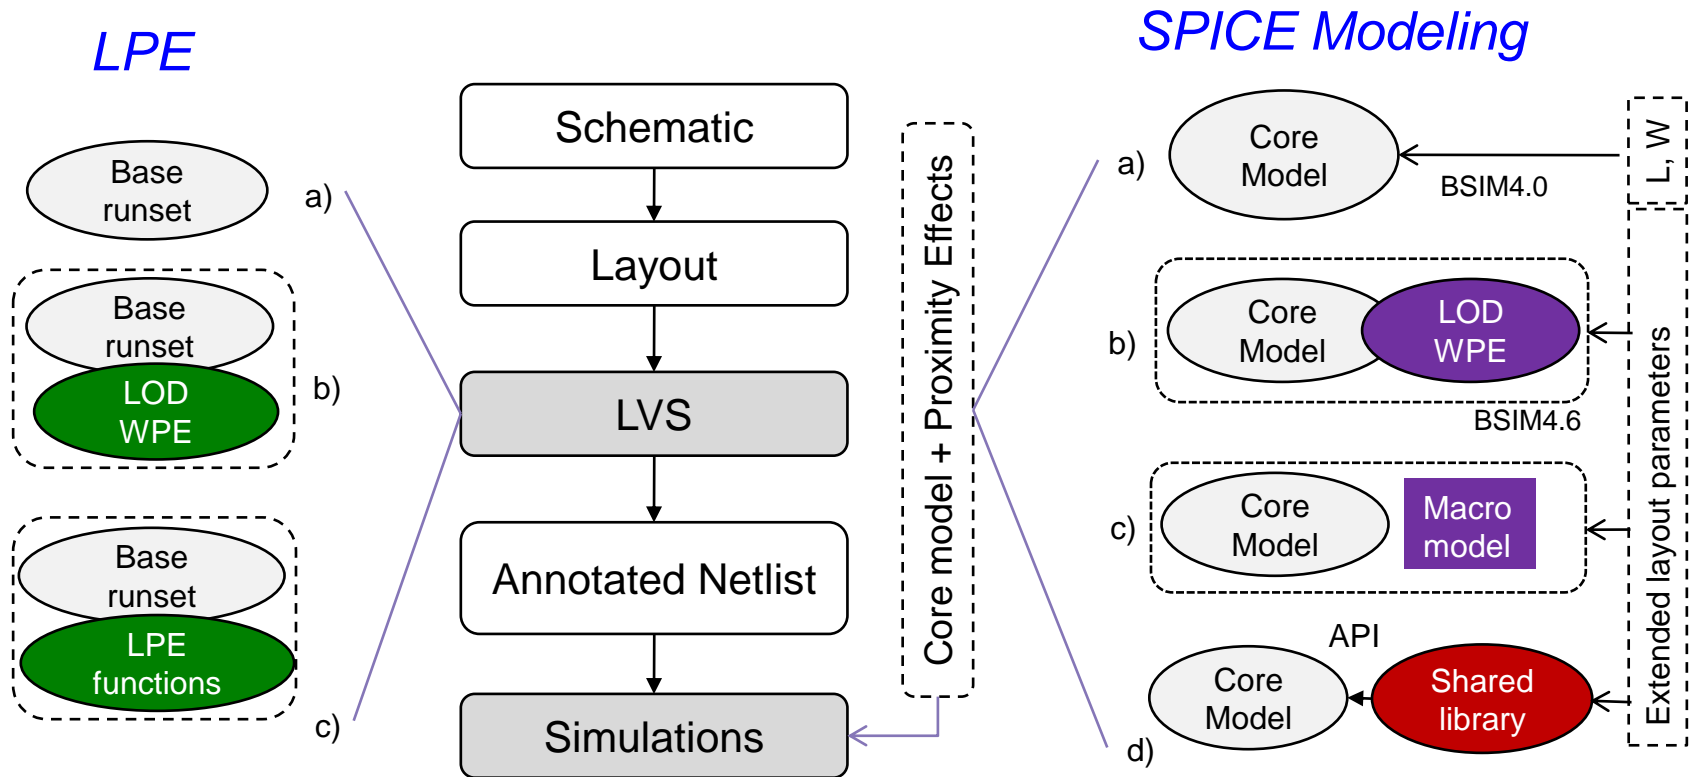 LPE
SPICE Modeling
Base
runset
a)
Base
runset
LOD
WPE
b)
Base
runset
LPE
functions
c)
Schematic
Layout
LVS
Annotated Netlist
Simulations
Core model + Proximity Effects
a)
Core
Model
BSIM4.0
L, W
b)
Core
Model
LOD
WPE
BSIM4.6
c)
Core
Model
Macro
model
API
d)
Core
Model
Shared
library
Extended layout parameters